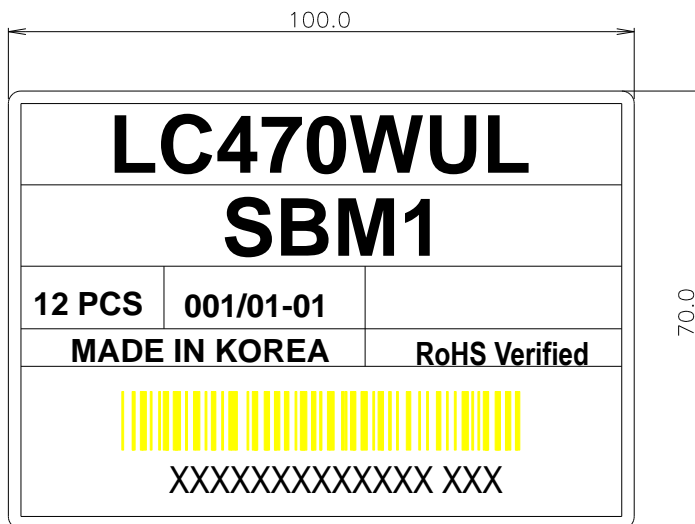 100.0
LC470WUL
SBM1
12 PCS 001/01-01
70.0
MADE IN KOREA RoHS Verified
XXXXXXXXXXXXX XXX